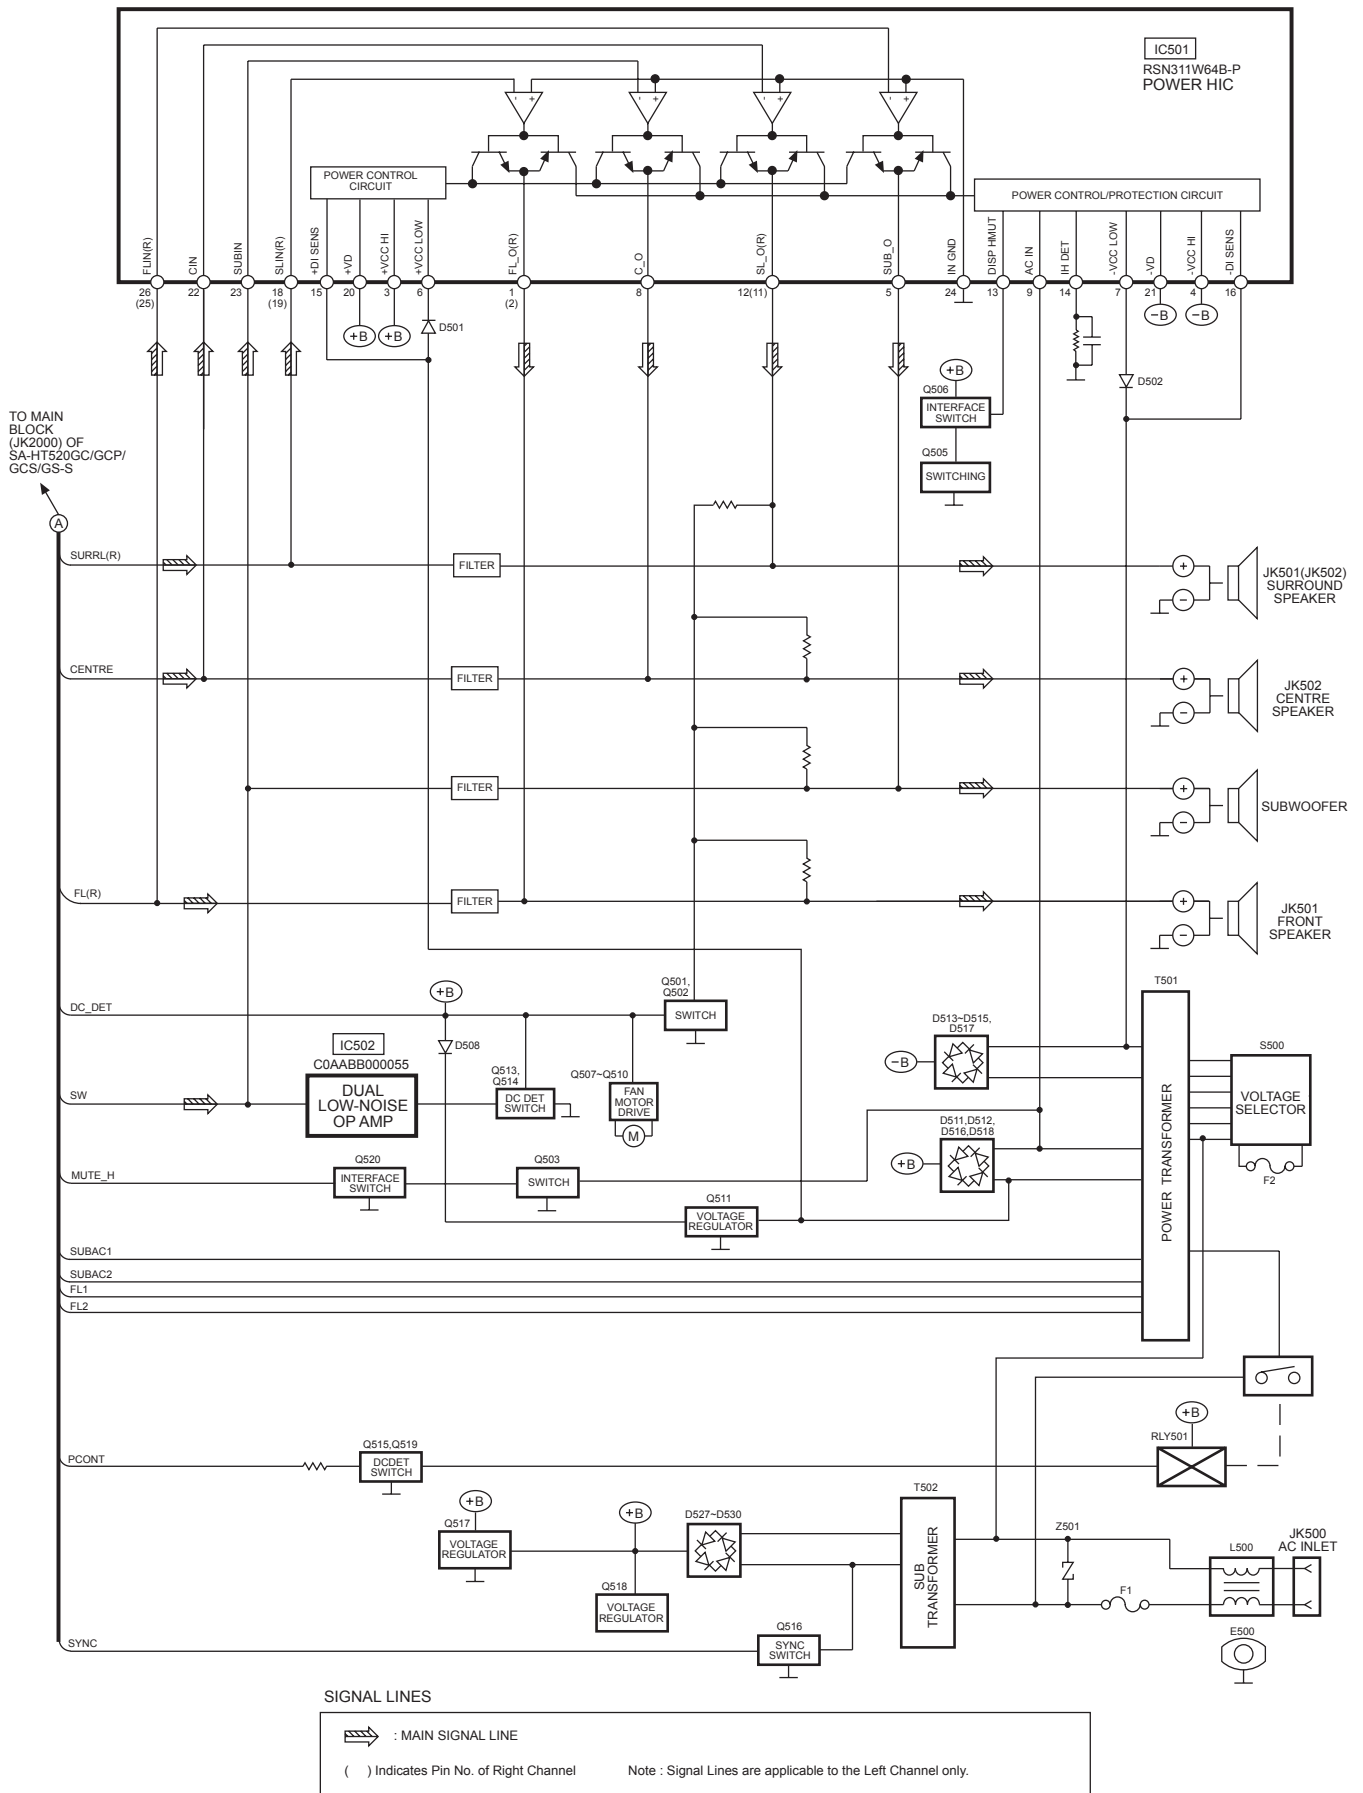 IC501
RSN311W64B-P
POWER HIC
POWER CONTROL
CIRCUIT
POWER CONTROL/PROTECTION CIRCUIT
FLIN(R)
CIN
SUBIN
SLIN(R)
+DI SENS
+VD
+VCC HI
+VCC LOW
FL_O(R)
C_O
SL_O(R)
SUB_O
IN GND
DISP HMUT
AC IN
IH DET
-VCC LOW
-VD
-VCC HI
-DI SENS
26 22 23 18 15 20 3 6 1 8 12(11) 5 24 13 9 14 7 21 4 16
(25) (19) (2)
+B +B D501 −B −B
+B
Q506
INTERFACE
SWITCH
D502
Q505
SWITCHING
TO MAIN
BLOCK
(JK2000) OF
SA-HT520GC/GCP/
GCS/GS-S
A
SURRL(R)
FILTER
+
−
JK501(JK502)
SURROUND
SPEAKER
CENTRE
FILTER
+
−
JK502
CENTRE
SPEAKER
FILTER
+
−
SUBWOOFER
FL(R)
FILTER
+
−
JK501
FRONT
SPEAKER
DC_DET
+B
D508
Q501,
Q502
SWITCH
T501
POWER TRANSFORMER
D513~D515,
D517
−B
S500
VOLTAGE
SELECTOR
F2
IC502
C0AABB000055
DUAL
LOW-NOISE
OP AMP
SW
Q513,
Q514
DC DET
SWITCH
Q507~Q510
FAN
MOTOR
DRIVE
M
D511,D512,
D516,D518
+B
MUTE_H
Q520
INTERFACE
SWITCH
Q503
SWITCH
Q511
VOLTAGE
REGULATOR
SUBAC1
SUBAC2
FL1
FL2
+B
RLY501
PCONT
Q515,Q519
DCDET
SWITCH
+B
Q517
VOLTAGE
REGULATOR
+B
Q518
VOLTAGE
REGULATOR
D527~D530
T502
SUB
TRANSFORMER
Z501
F1
L500
JK500
AC INLET
E500
SYNC
Q516
SYNC
SWITCH
SIGNAL LINES
: MAIN SIGNAL LINE
( ) Indicates Pin No. of Right Channel Note : Signal Lines are applicable to the Left Channel only.